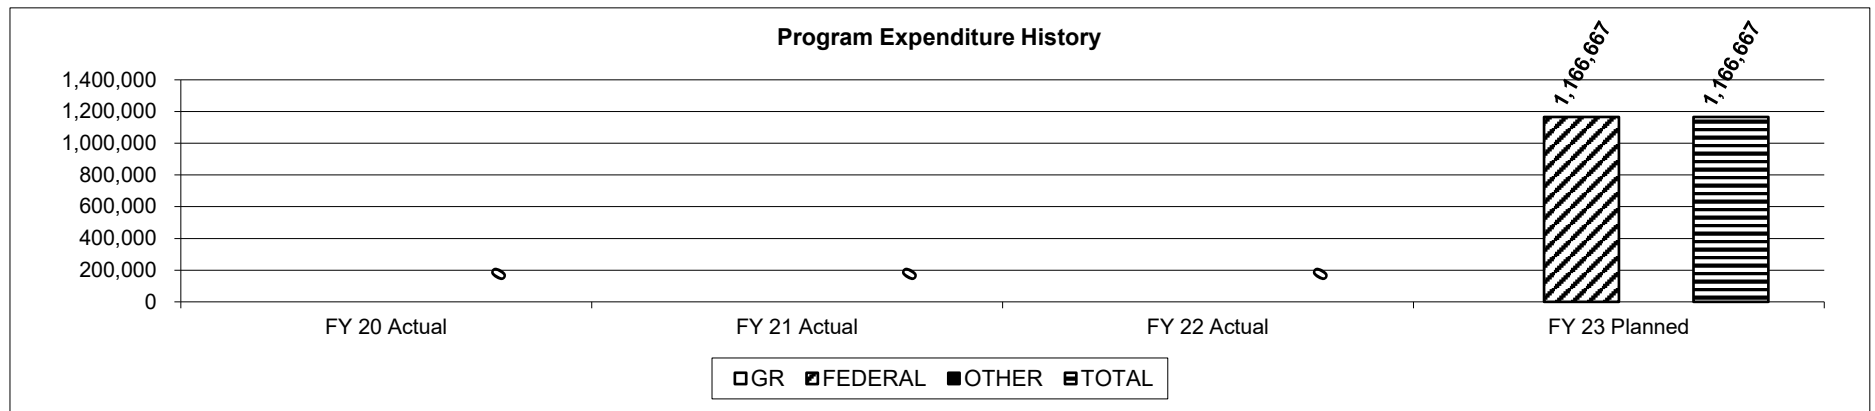 Program Expenditure History
1,400,000
1,200,000
1,000,000
800,000
600,000
400,000
200,000
0
0
0
0
1,166,667
1,166,667
FY 20 Actual
FY 21 Actual
FY 22 Actual
FY 23 Planned
GR FEDERAL OTHER TOTAL